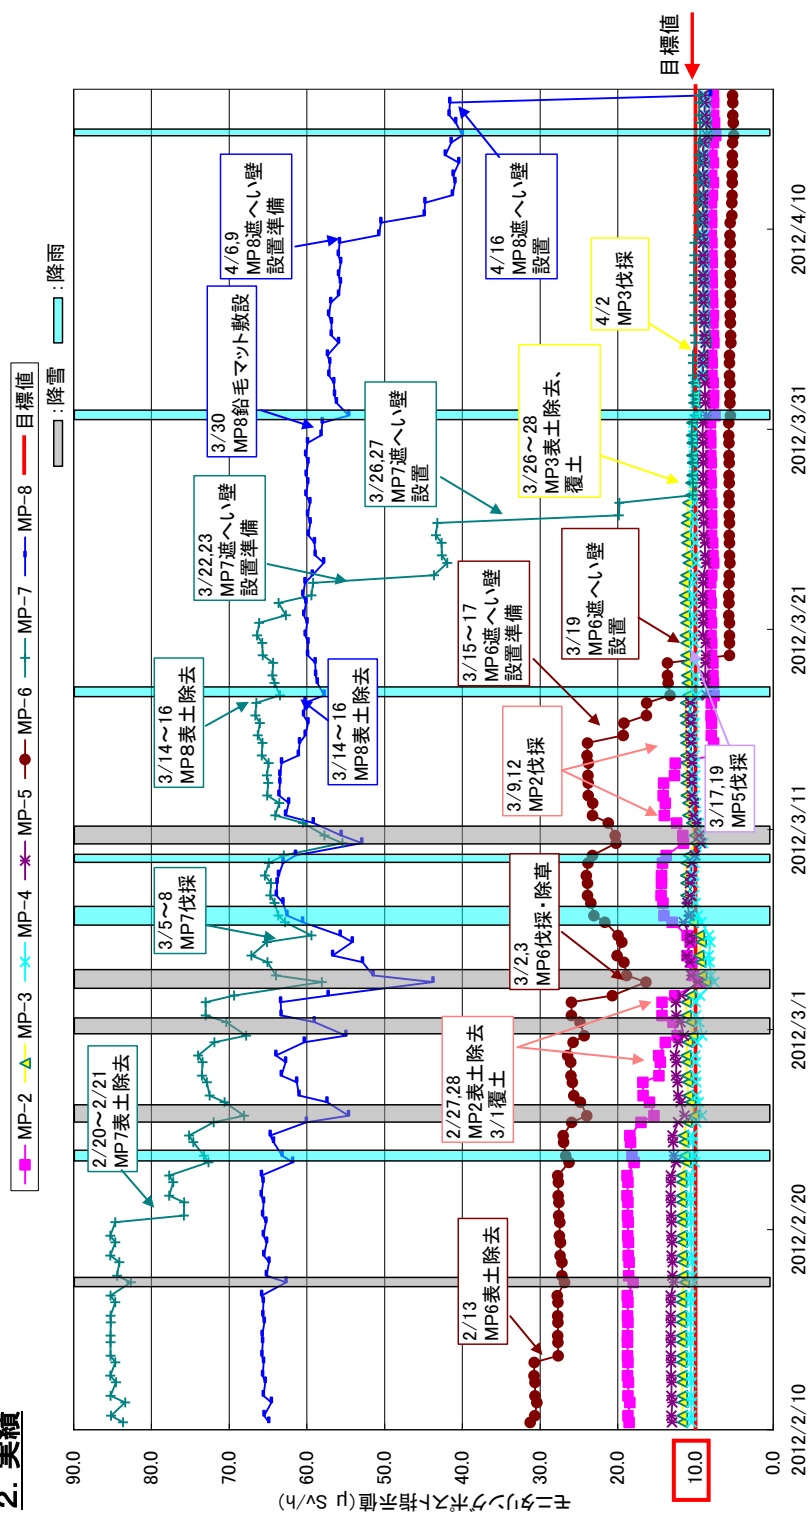 2. 実績
MP-2
MP-3
MP-4
MP-5
MP-6
MP-7
MP-8
目標値
:降雪
:降雨
モニタリングポスト指示値(μ Sv/h)
90.0
80.0
70.0
60.0
50.0
40.0
30.0
20.0
10.0
0.0
2012/2/10
2012/2/20
2012/3/1
2012/3/11
2012/3/21
2012/3/31
2012/4/10
目標値
2/20～2/21
MP7表土除去
3/5～8
MP7伐採
3/14～16
MP8表土除去
3/22,23
MP7遮へい壁
設置準備
3/30
MP8鉛毛マット敷設
4/6,9
MP8遮へい壁
設置準備
3/14～16
MP8表土除去
3/26,27
MP7遮へい壁
設置
4/16
MP8遮へい壁
設置
2/13
MP6表土除去
2/27,28
MP2表土除去
3/1覆土
3/2,3
MP6伐採・除草
3/9,12
MP2伐採
3/15～17
MP6遮へい壁
設置準備
3/19
MP6遮へい壁
設置
3/26～28
MP3表土除去、
覆土
4/2
MP3伐採
3/17,19
MP5伐採